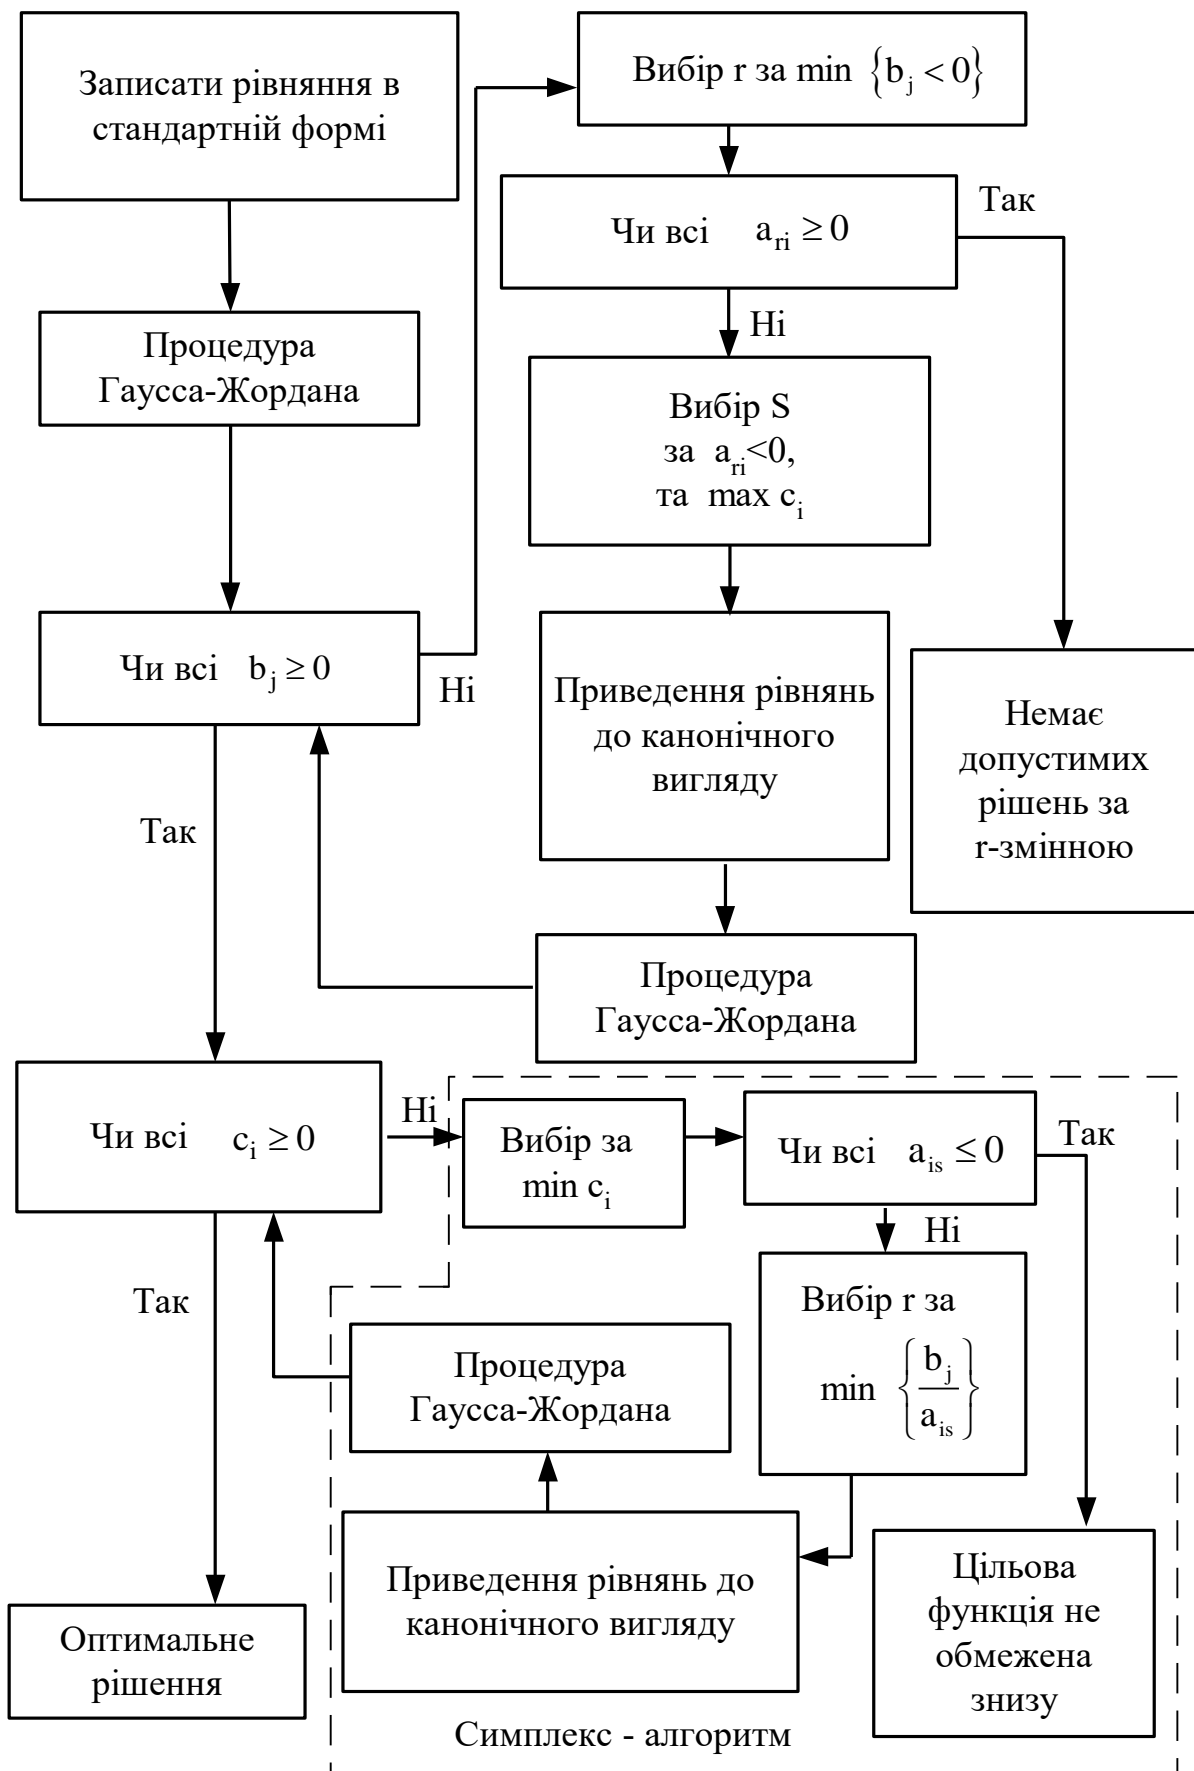 Записати рівняння в
стандартній формі
Процедура
Гаусса-Жордана
Чи всі b_j ≥ 0
Ні
Так
Вибір r за min {b_j < 0}
Чи всі a_ri ≥ 0
Так
Ні
Вибір S
за a_ri<0,
та max c_i
Приведення рівнянь
до канонічного
вигляду
Процедура
Гаусса-Жордана
Немає
допустимих
рішень за
r-змінною
Чи всі c_i ≥ 0
Ні
Так
Вибір за
min c_i
Чи всі a_is ≤ 0
Так
Ні
Вибір r за
min {b_j / a_is}
Процедура
Гаусса-Жордана
Приведення рівнянь до
канонічного вигляду
Цільова
функція не
обмежена
знизу
Оптимальне
рішення
Симплекс - алгоритм